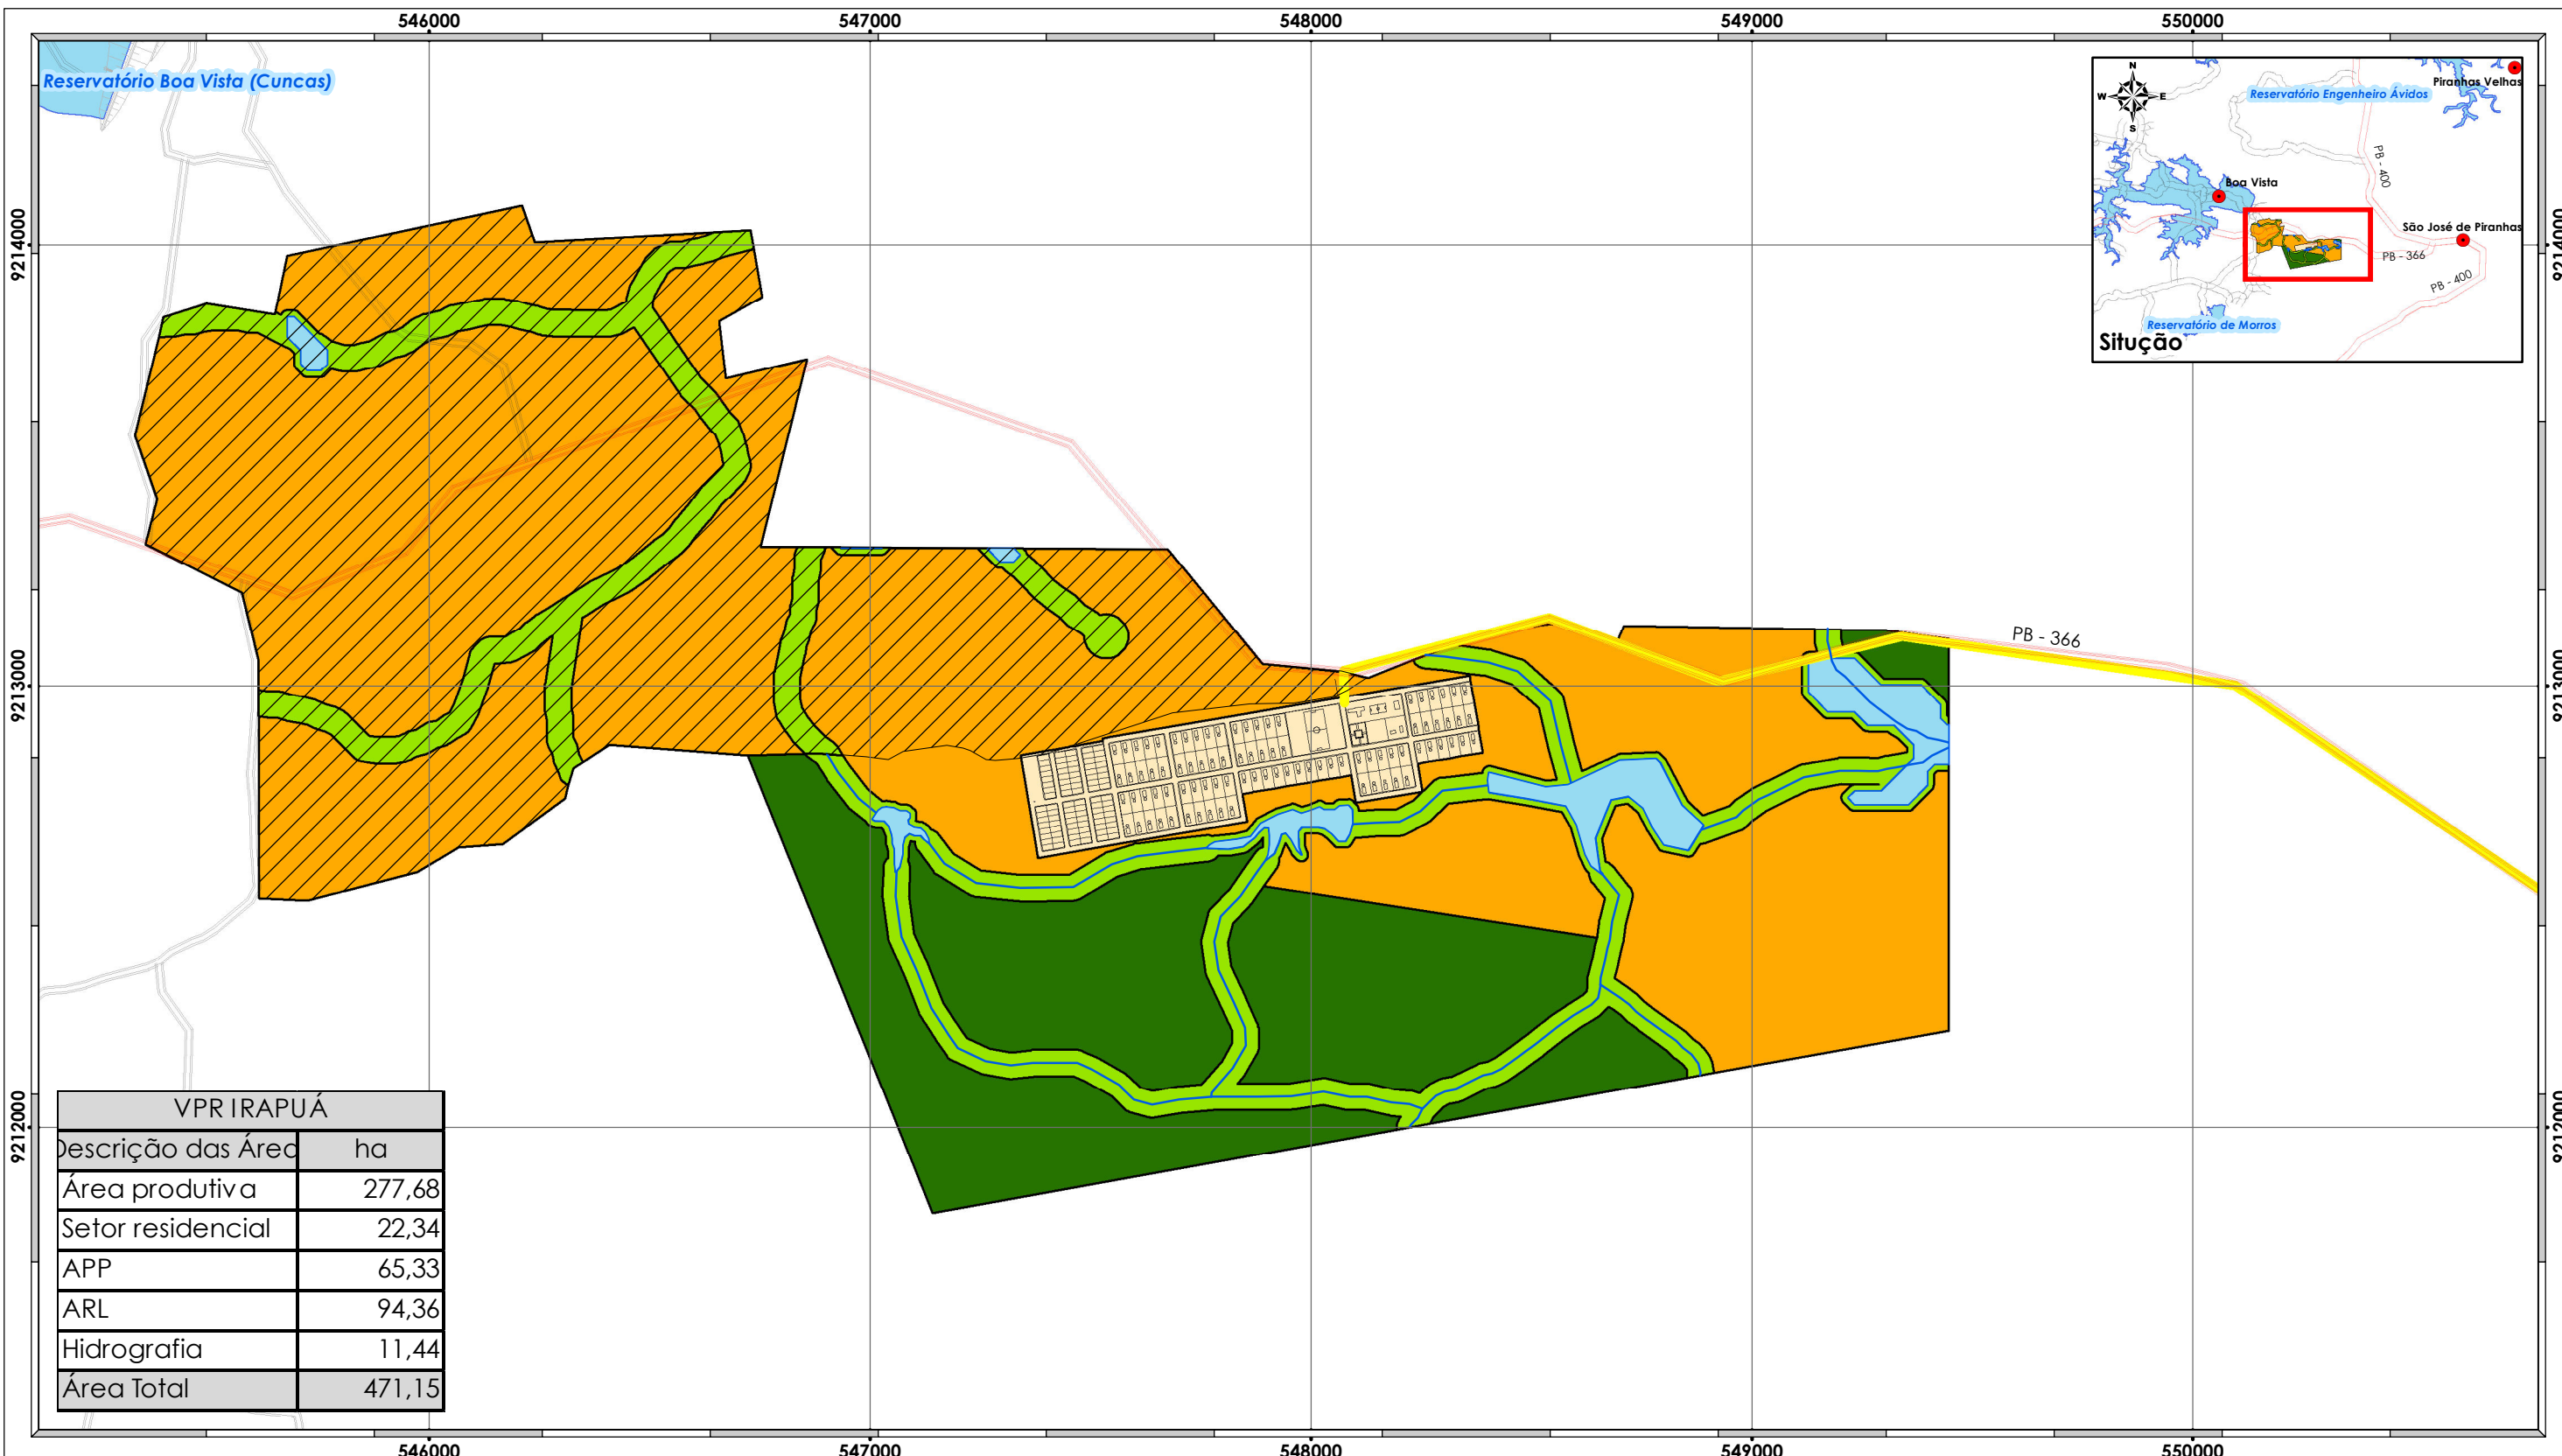 546000
547000
548000
549000
550000
Reservatório Boa Vista (Cuncas)
N
W
E
S
Piranhas Velhas
Reservatório Engenheiro Ávidos
PB - 400
Boa Vista
São José de Piranhas
PB - 366
PB - 400
Reservatório de Morros
Situção
9214000
9214000
PB - 366
9213000
9213000
9212000
9212000
VPR IRAPUÁ
Descrição das Área
ha
Área produtiva 277,68
Setor residencial 22,34
APP 65,33
ARL 94,36
Hidrografia 11,44
Área Total 471,15
546000
547000
548000
549000
550000